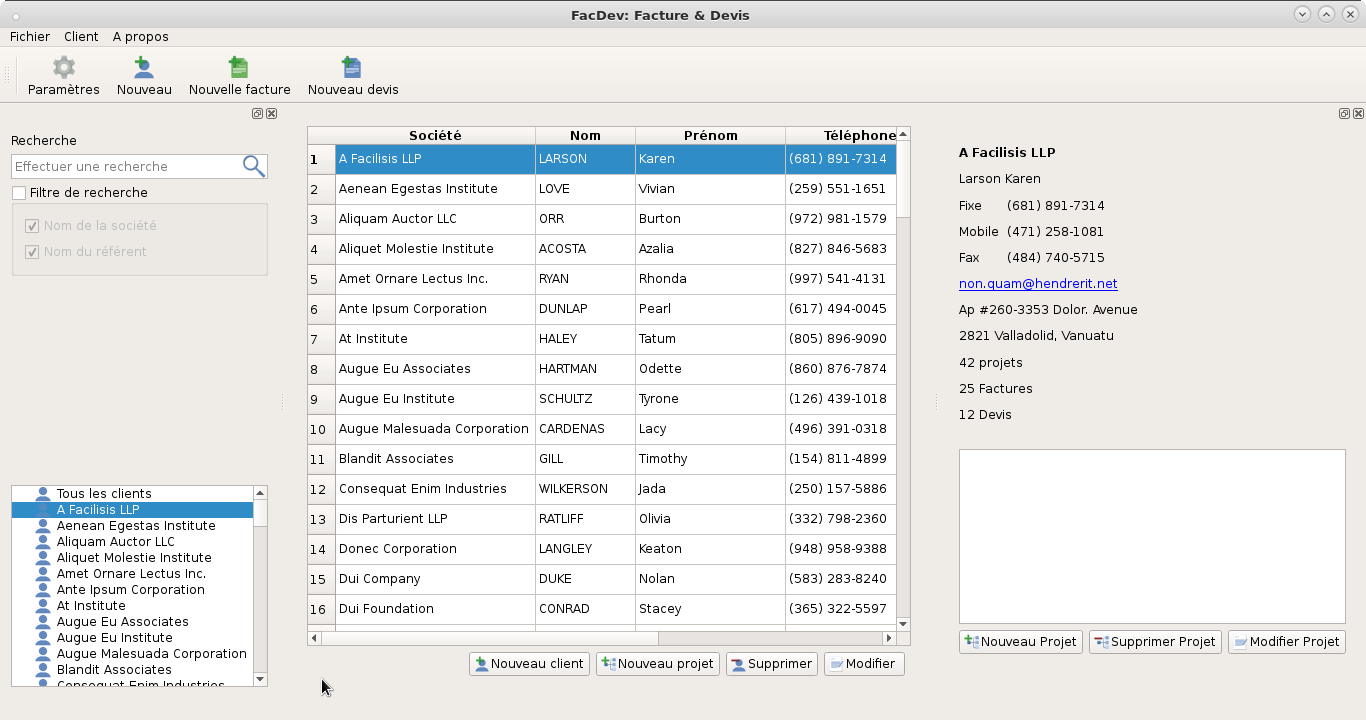 FacDev: Facture & Devis
Fichier Client A propos
Paramètres Nouveau Nouvelle facture Nouveau devis
Recherche
Effectuer une recherche
Filtre de recherche
Nom de la société
Nom du référent
Tous les clients
A Facilisis LLP
Aenean Egestas Institute
Aliquam Auctor LLC
Aliquet Molestie Institute
Amet Ornare Lectus Inc.
Ante Ipsum Corporation
At Institute
Augue Eu Associates
Augue Eu Institute
Augue Malesuada Corporation
Blandit Associates
Consequat Enim Industries
Société Nom Prénom Téléphone
1 A Facilisis LLP LARSON Karen (681) 891-7314
2 Aenean Egestas Institute LOVE Vivian (259) 551-1651
3 Aliquam Auctor LLC ORR Burton (972) 981-1579
4 Aliquet Molestie Institute ACOSTA Azalia (827) 846-5683
5 Amet Ornare Lectus Inc. RYAN Rhonda (997) 541-4131
6 Ante Ipsum Corporation DUNLAP Pearl (617) 494-0045
7 At Institute HALEY Tatum (805) 896-9090
8 Augue Eu Associates HARTMAN Odette (860) 876-7874
9 Augue Eu Institute SCHULTZ Tyrone (126) 439-1018
10 Augue Malesuada Corporation CARDENAS Lacy (496) 391-0318
11 Blandit Associates GILL Timothy (154) 811-4899
12 Consequat Enim Industries WILKERSON Jada (250) 157-5886
13 Dis Parturient LLP RATLIFF Olivia (332) 798-2360
14 Donec Corporation LANGLEY Keaton (948) 958-9388
15 Dui Company DUKE Nolan (583) 283-8240
16 Dui Foundation CONRAD Stacey (365) 322-5597
Nouveau client Nouveau projet Supprimer Modifier
A Facilisis LLP
Larson Karen
Fixe (681) 891-7314
Mobile (471) 258-1081
Fax (484) 740-5715
non.quam@hendrerit.net
Ap #260-3353 Dolor. Avenue
2821 Valladolid, Vanuatu
42 projets
25 Factures
12 Devis
Nouveau Projet Supprimer Projet Modifier Projet